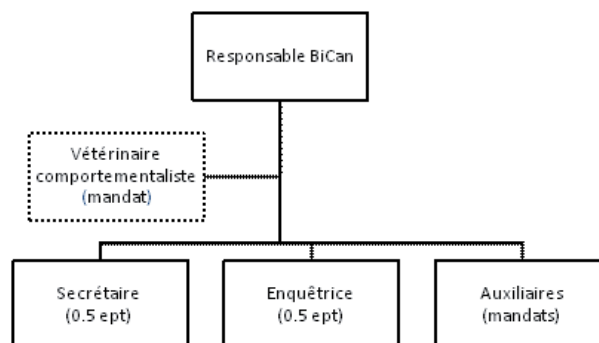 Responsable BiCan
Vétérinaire
comportementaliste
(mandat)
Secrétaire
(0.5 ept)
Enquêtrice
(0.5 ept)
Auxiliaires
(mandats)